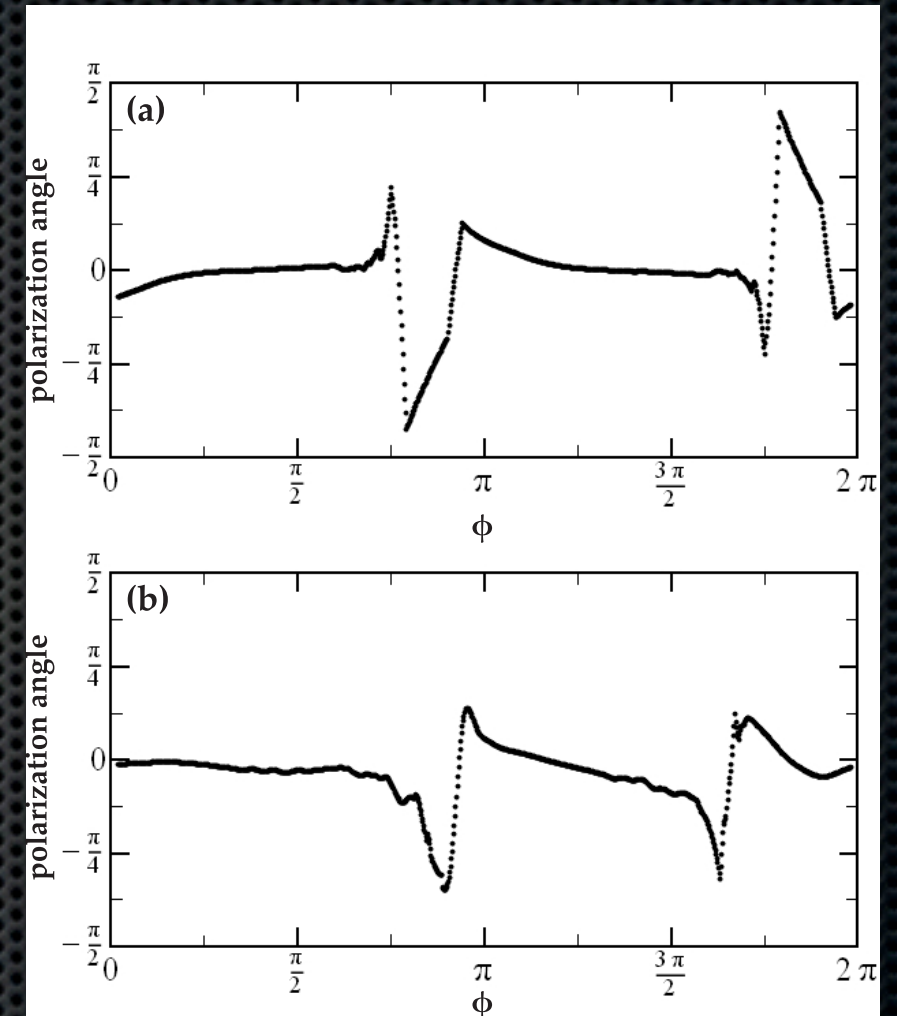 π/2
(a)
π/4
0
− π/4
− π/2
polarization angle
0 π/2 π 3π/2 2π
ϕ
π/2
(b)
π/4
0
− π/4
− π/2
polarization angle
0 π/2 π 3π/2 2π
ϕ